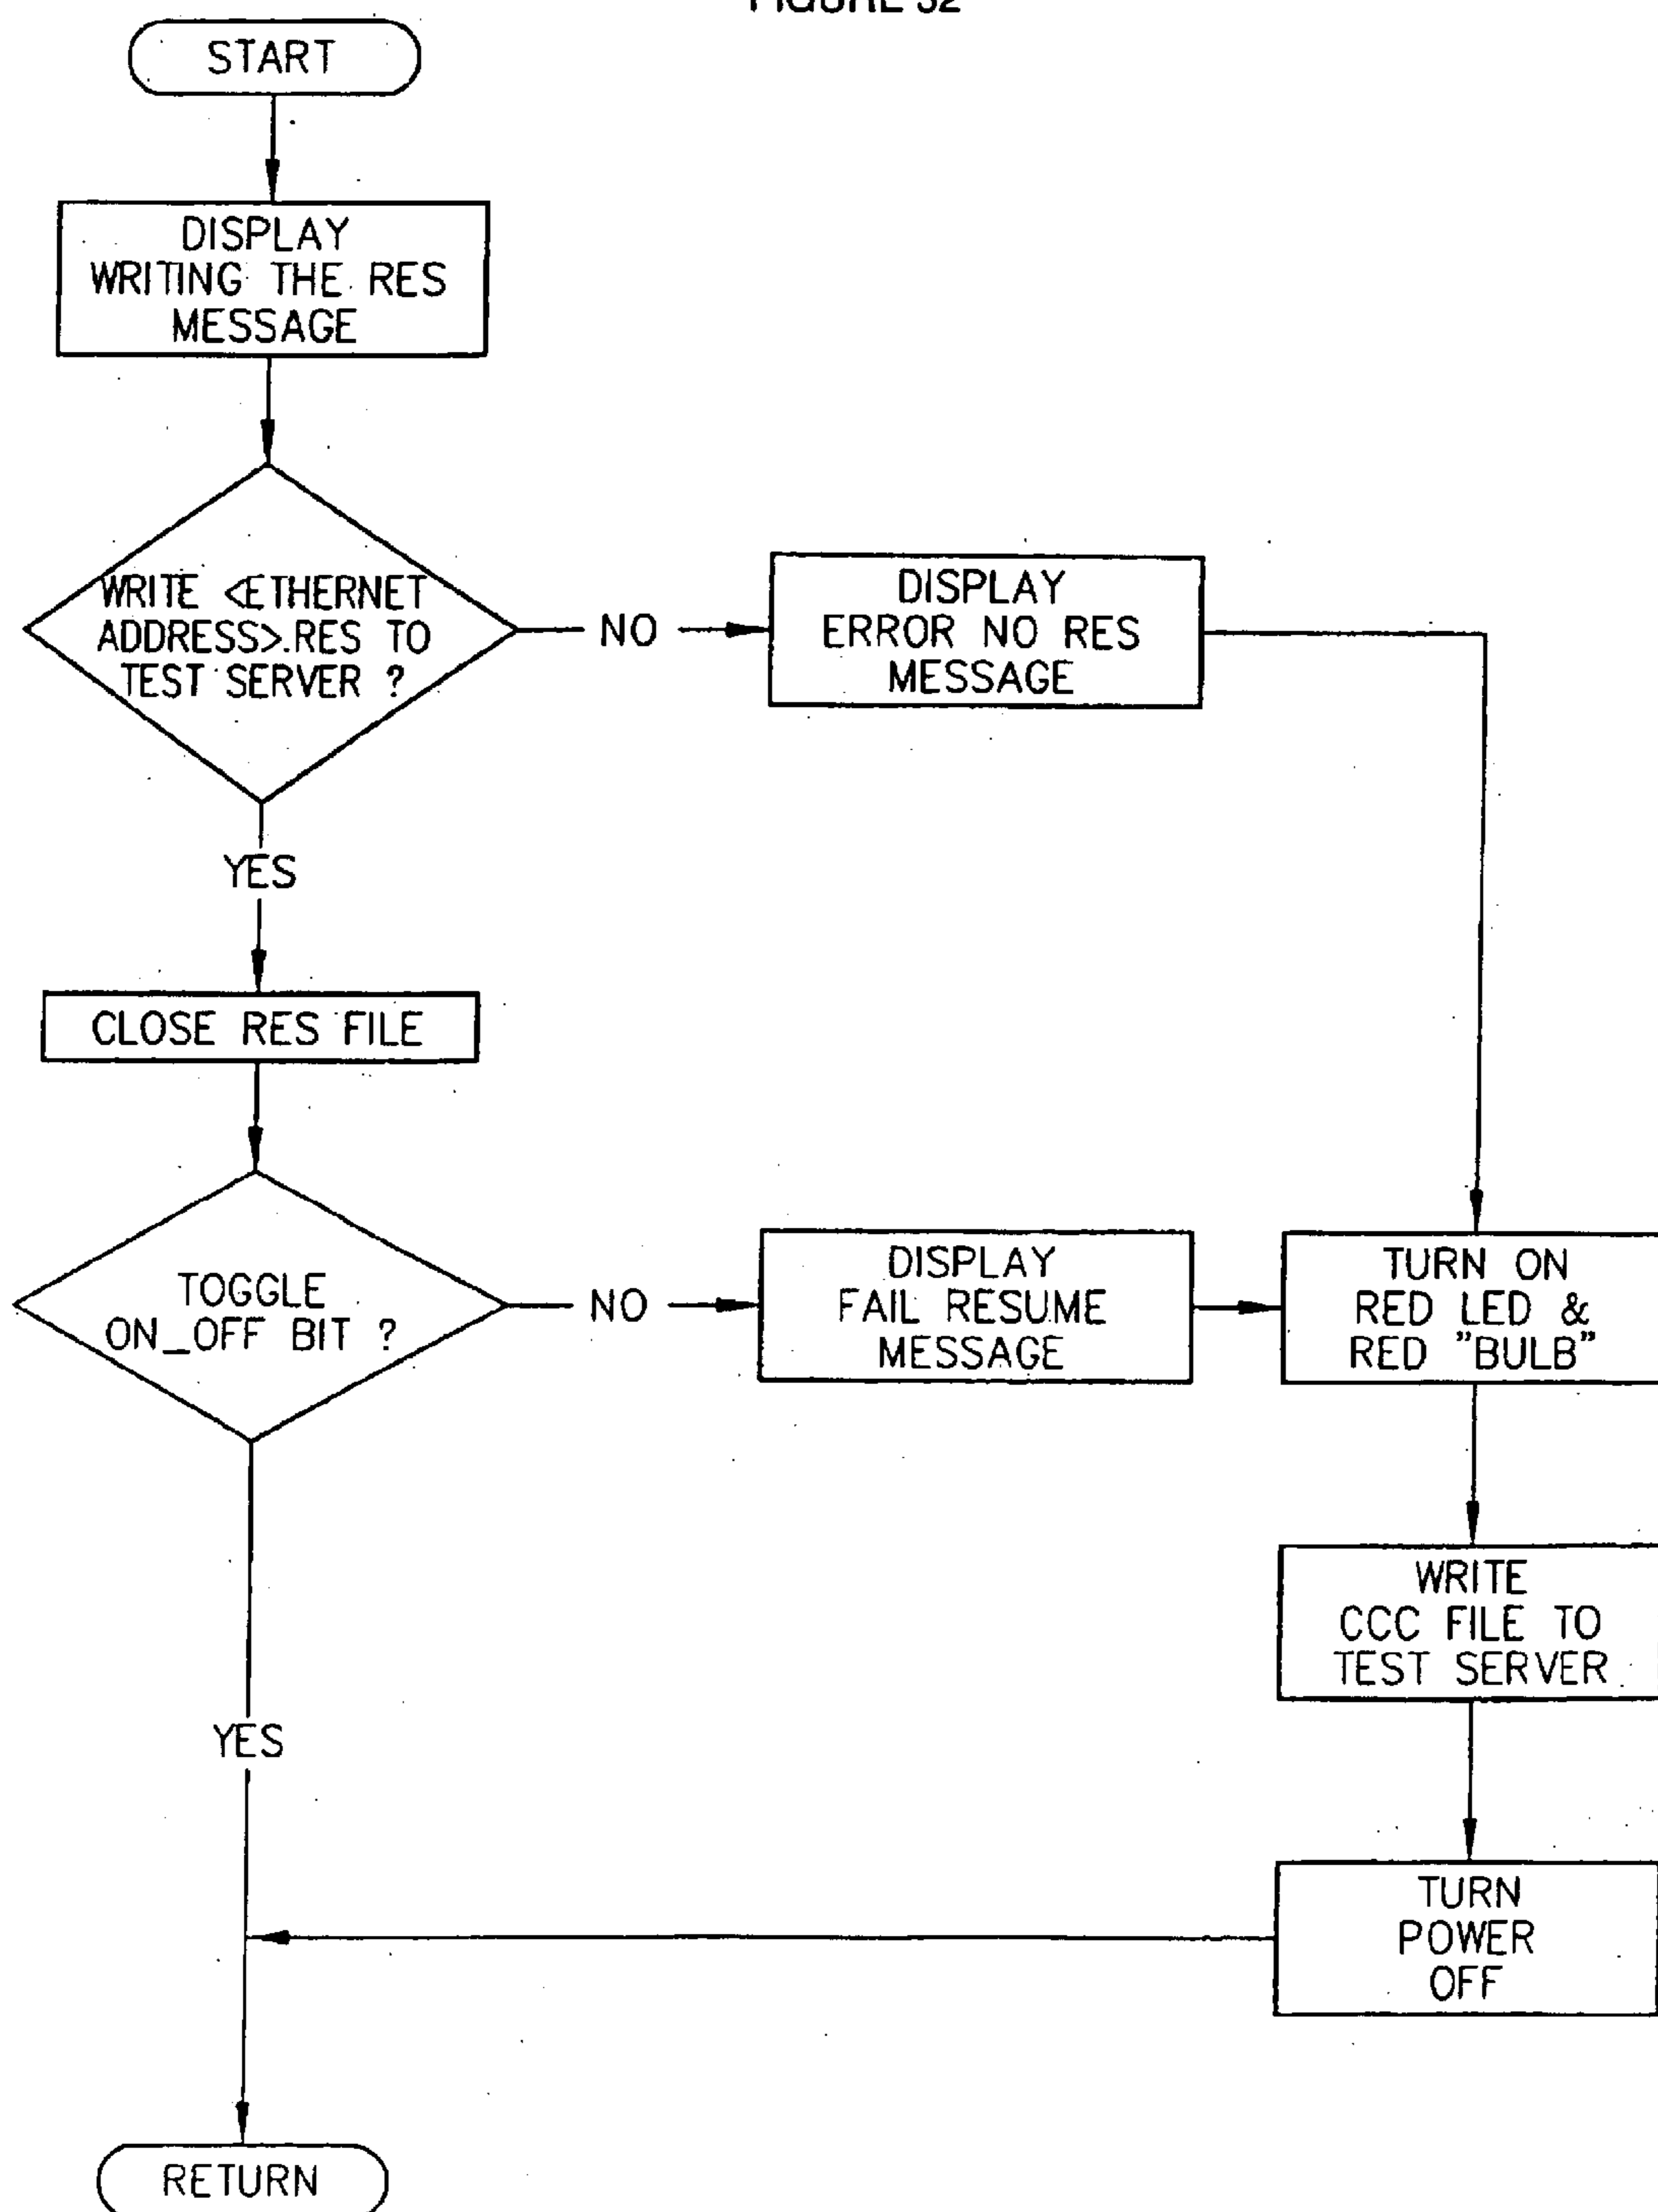 FIGURE 32
START
DISPLAY
WRITING THE RES
MESSAGE
WRITE <ETHERNET
ADDRESS>.RES TO
TEST SERVER ?
NO
DISPLAY
ERROR NO RES
MESSAGE
YES
CLOSE RES FILE
TOGGLE
ON_OFF BIT ?
NO
DISPLAY
FAIL RESUME
MESSAGE
TURN ON
RED LED &
RED "BULB"
WRITE
CCC FILE TO
TEST SERVER
YES
TURN
POWER
OFF
RETURN